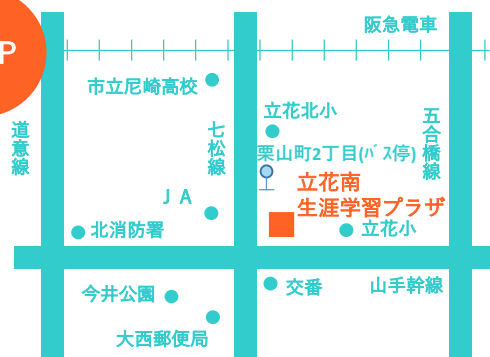 阪急電車
P
市立尼崎高校
立花北小
道意線
七松線
五合橋線
栗山町2丁目(バス停)
立花南
生涯学習プラザ
ＪＡ
北消防署
立花小
今井公園
交番
山手幹線
大西郵便局